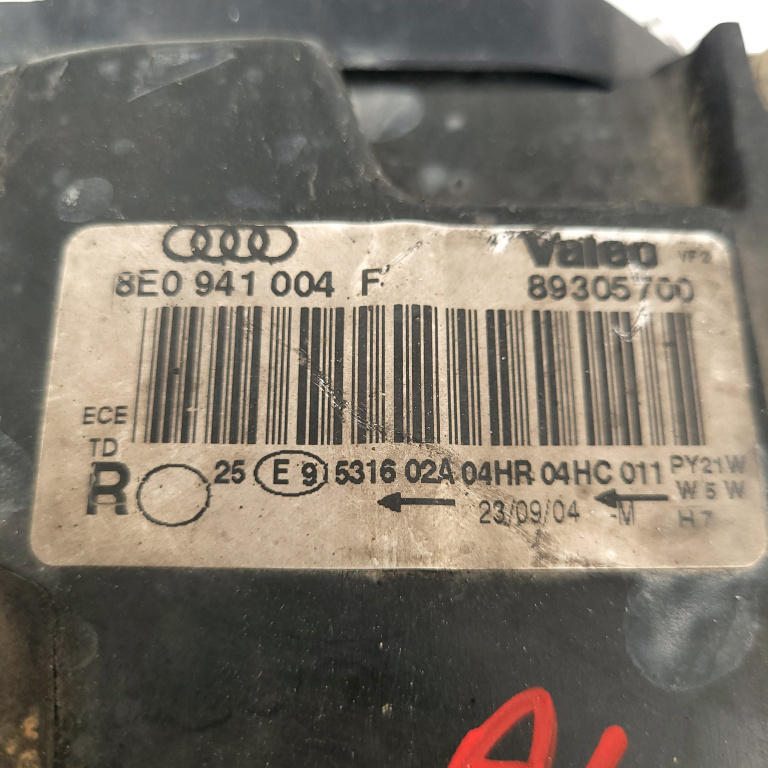 Valeo VF2
8E0 941 004 F 89305700
ECE
TD
R 25 E9 5316 02A 04HR 04HC 011 PY21W
23/09/04 -M W5W
H7